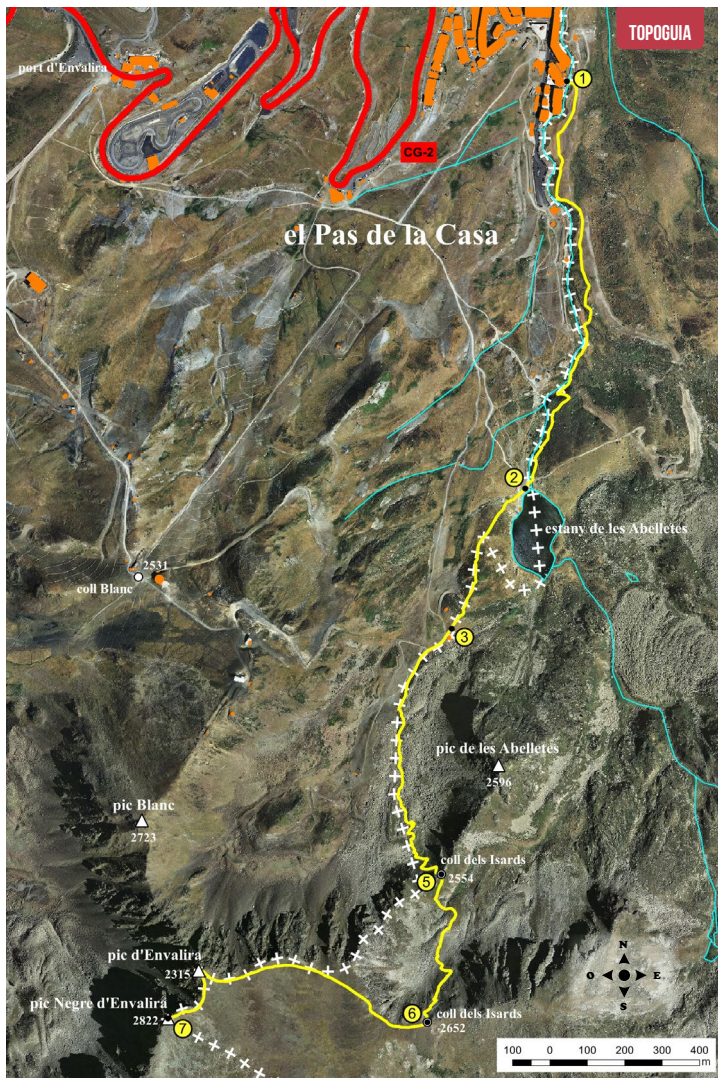 TOPOGUIA
port d'Envalira
1
CG-2
el Pas de la Casa
2
estany de les Abelletes
2531
coll Blanc
3
pic de les Abelletes
2596
pic Blanc
2723
coll dels Isards
5
2554
pic d'Envalira
2315
N
O E
S
pic Negre d'Envalira
2822
7
6
coll dels Isards
2652
100 0 100 200 300 400
m